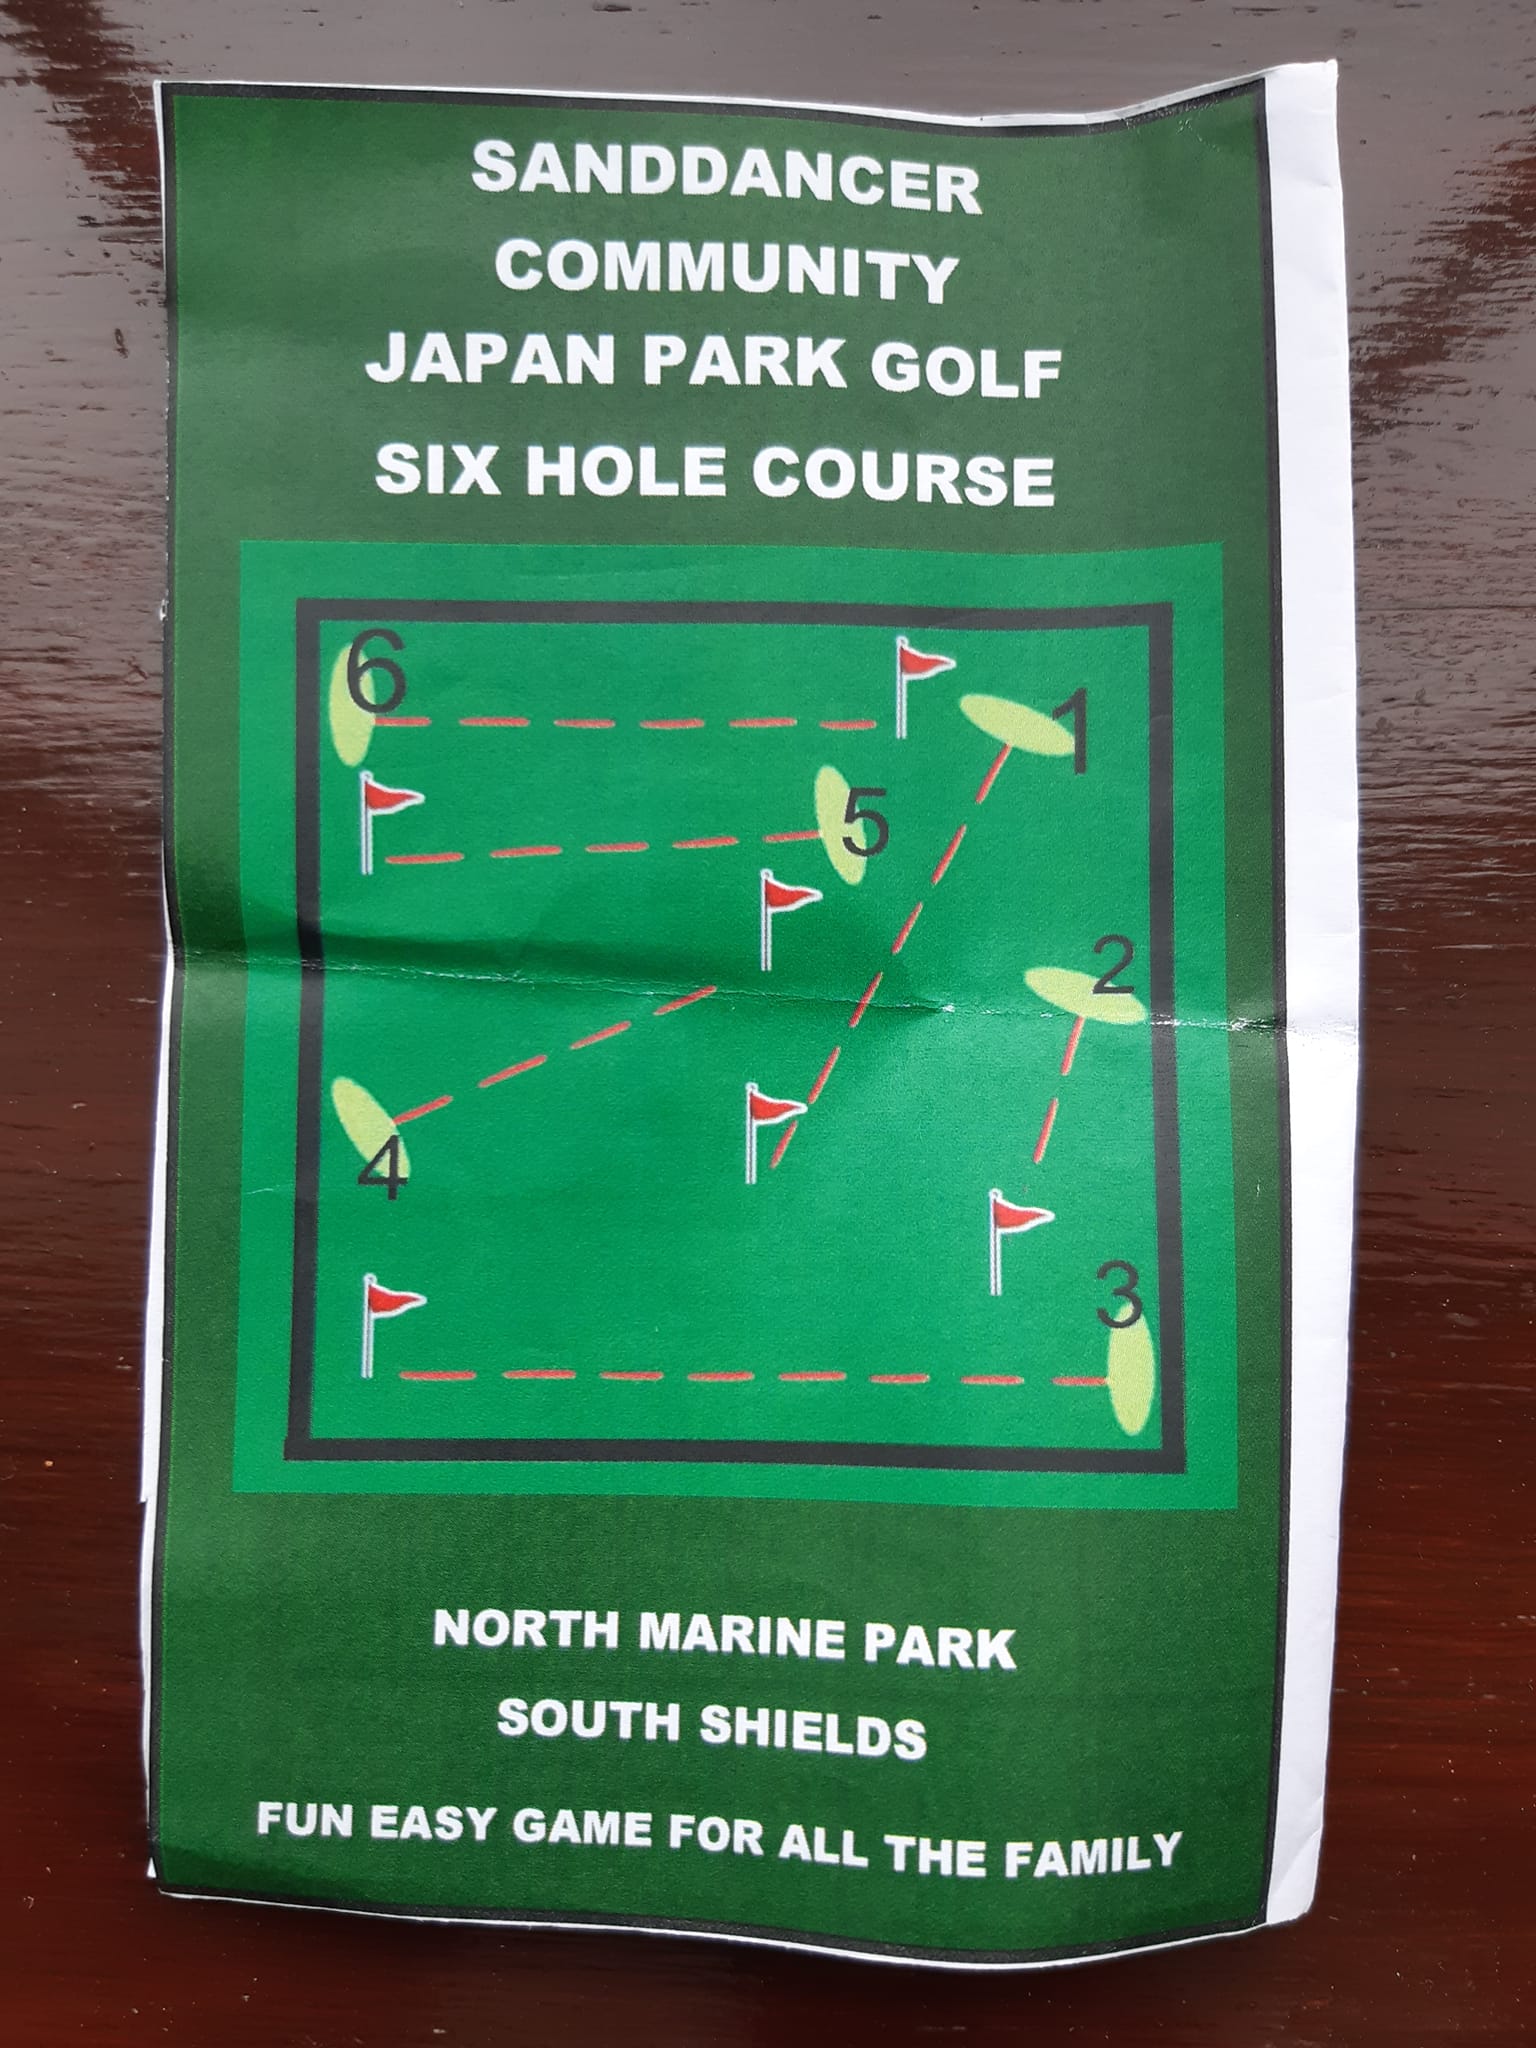 SANDDANCER
COMMUNITY
JAPAN PARK GOLF
SIX HOLE COURSE
6
1
5
2
4
3
NORTH MARINE PARK
SOUTH SHIELDS
FUN EASY GAME FOR ALL THE FAMILY